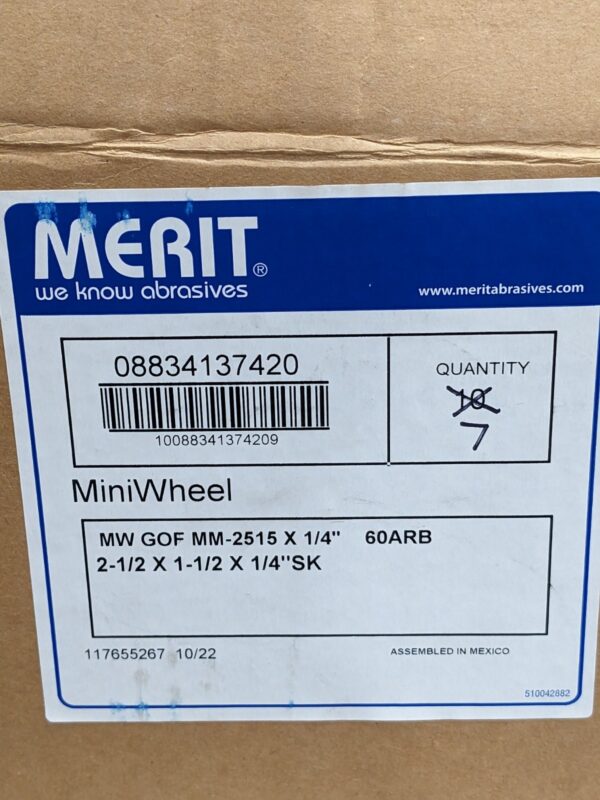 MERIT®
we know abrasives
www.meritabrasives.com
08834137420
10088341374209
QUANTITY
10
7
MiniWheel
MW GOF MM-2515 X 1/4" 60ARB
2-1/2 X 1-1/2 X 1/4"SK
117655267 10/22
ASSEMBLED IN MEXICO
510042882